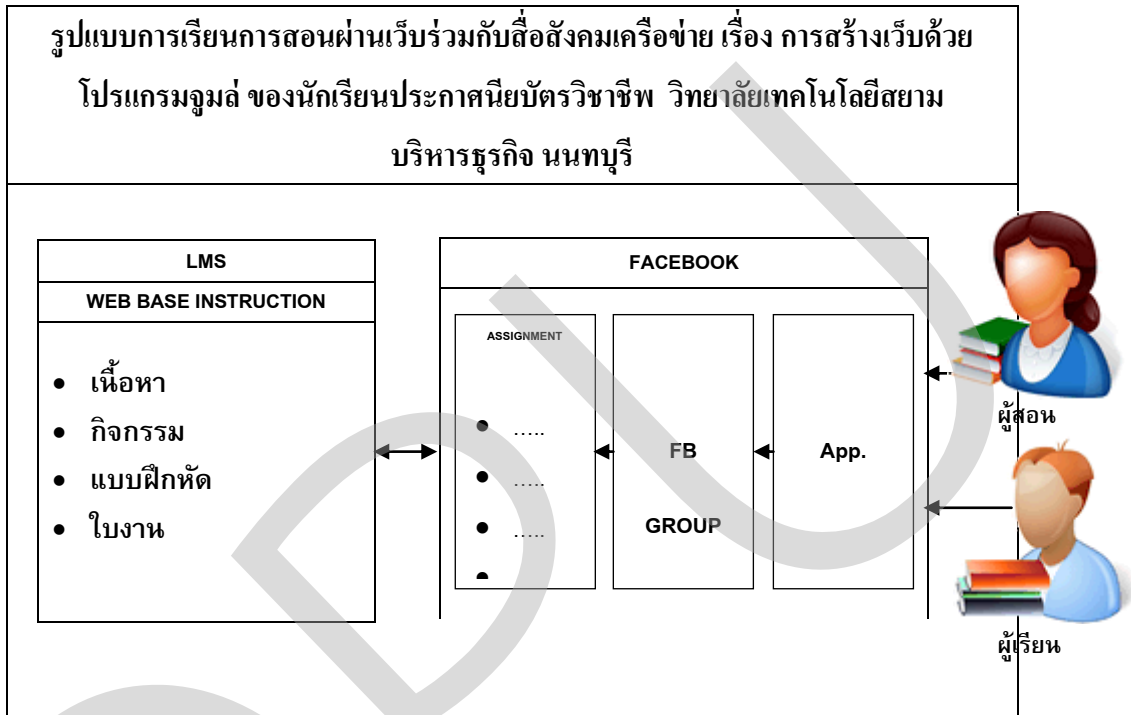 รูปแบบการเรียนการสอนผ่านเว็บร่วมกับสื่อสังคมเครือข่าย เรื่อง การสร้างเว็บด้วย
โปรแกรมจูมล่ ของนักเรียนประกาศนียบัตรวิชาชีพ วิทยาลัยเทคโนโลยีสยาม
บริหารธุรกิจ นนทบุรี
LMS
WEB BASE INSTRUCTION
• เนื้อหา
• กิจกรรม
• แบบฝึกหัด
• ใบงาน
FACEBOOK
ASSIGNMENT
• …..
• …..
• …..
•
FB
GROUP
App.
ผู้สอน
ผู้เรียน
DPU